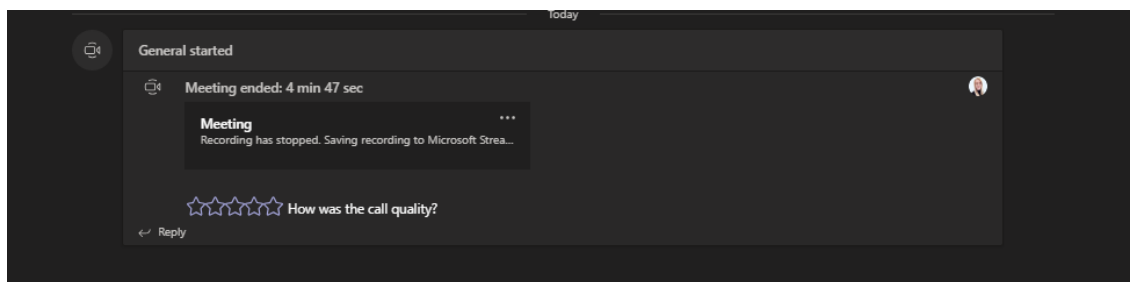 Today
General started
Meeting ended: 4 min 47 sec
Meeting
Recording has stopped. Saving recording to Microsoft Strea...
How was the call quality?
Reply